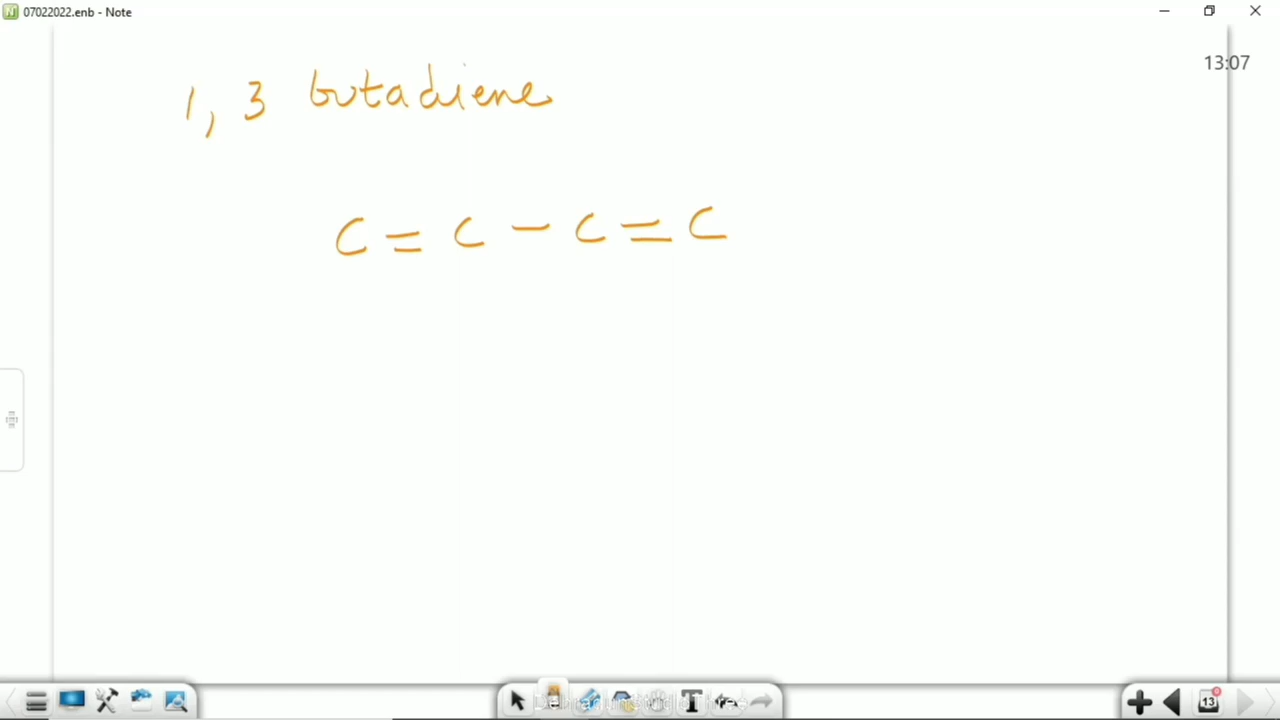 07022022.enb - Note
13:07
1, 3 butadiene
C = C - C = C
13